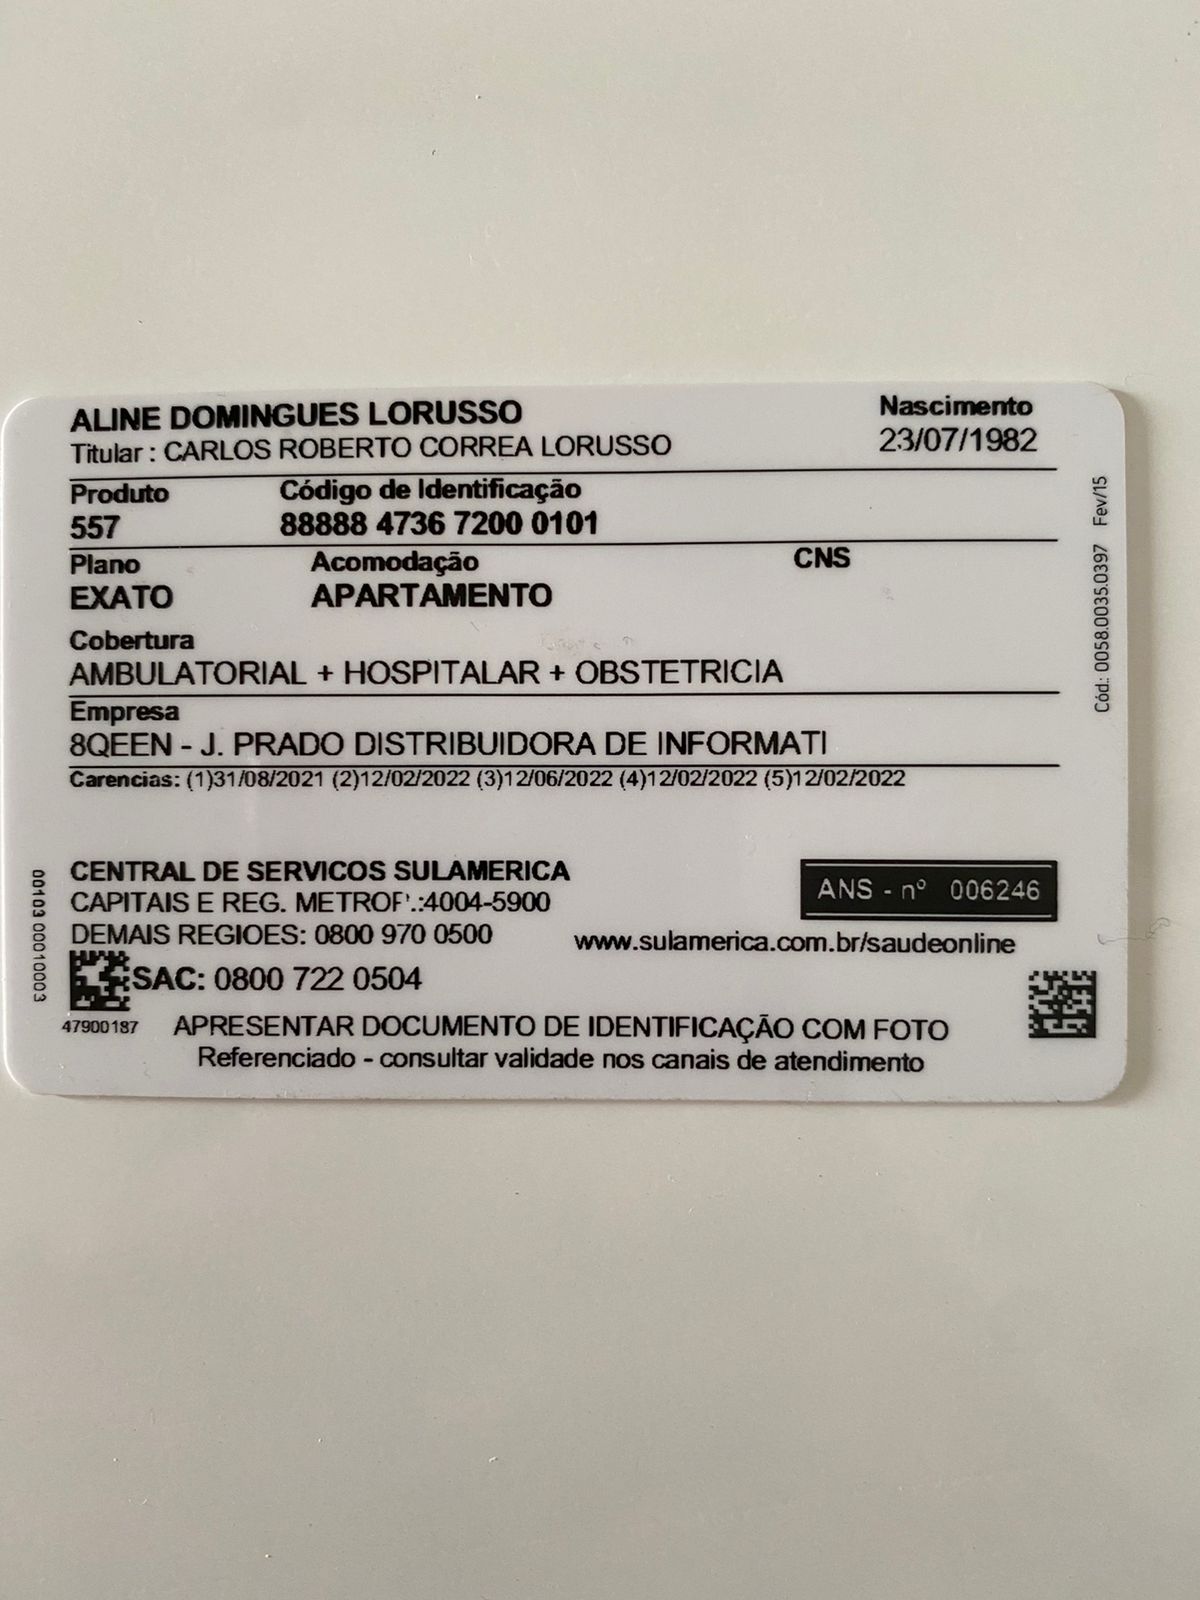 ALINE DOMINGUES LORUSSO
Titular : CARLOS ROBERTO CORREA LORUSSO
Nascimento
23/07/1982
Produto Código de Identificação
557 88888 4736 7200 0101
Plano Acomodação CNS
EXATO APARTAMENTO
Cobertura
AMBULATORIAL + HOSPITALAR + OBSTETRICIA
Empresa
8QEEN - J. PRADO DISTRIBUIDORA DE INFORMATI
Carencias: (1)31/08/2021 (2)12/02/2022 (3)12/06/2022 (4)12/02/2022 (5)12/02/2022
Cód.: 0058.0035.0397 Fev/15
CENTRAL DE SERVICOS SULAMERICA
CAPITAIS E REG. METROP.:4004-5900
DEMAIS REGIOES: 0800 970 0500
ANS - nº 006246
www.sulamerica.com.br/saudeonline
SAC: 0800 722 0504
00103 00010003
47900187
APRESENTAR DOCUMENTO DE IDENTIFICAÇÃO COM FOTO
Referenciado - consultar validade nos canais de atendimento